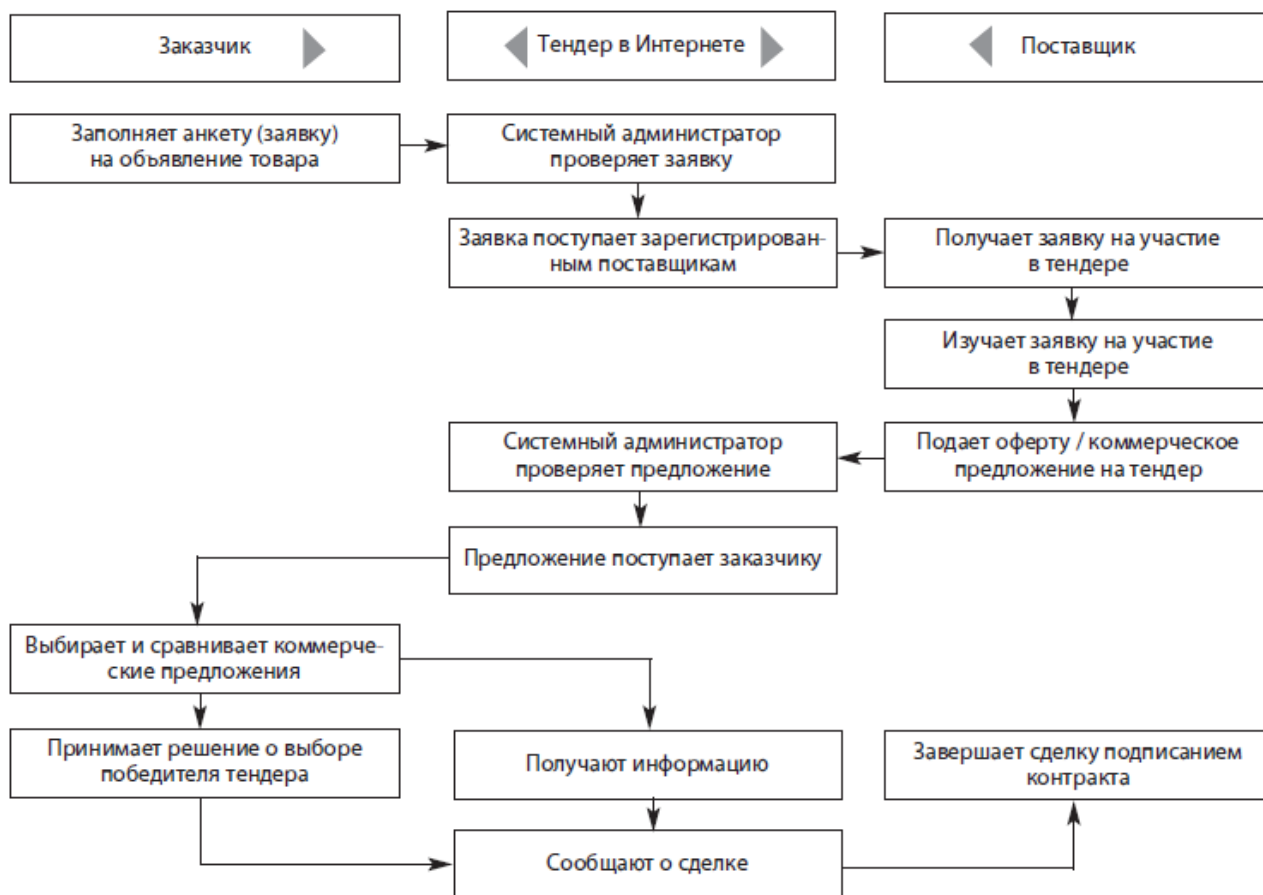 Заказчик
Тендер в Интернете
Поставщик
Заполняет анкету (заявку)
на объявление товара
Системный администратор
проверяет заявку
Заявка поступает зарегистрирован-
ным поставщикам
Получает заявку на участие
в тендере
Изучает заявку на участие
в тендере
Системный администратор
проверяет предложение
Подает оферту / коммерческое
предложение на тендер
Предложение поступает заказчику
Выбирает и сравнивает коммерче-
ские предложения
Принимает решение о выборе
победителя тендера
Получают информацию
Завершает сделку подписанием
контракта
Сообщают о сделке